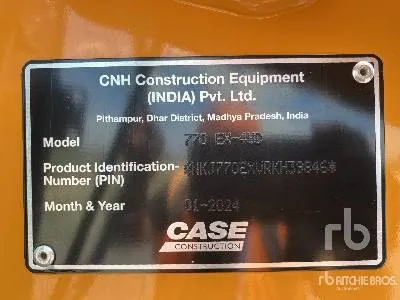 CNH Construction Equipment
(INDIA) Pvt. Ltd.
Pithampur, Dhar District, Madhya Pradesh, India
Model 770 EX-4WD
Product Identification-
Number (PIN)
Month & Year 01-2024
CASE
CONSTRUCTION
rb
RITCHIE BROS.